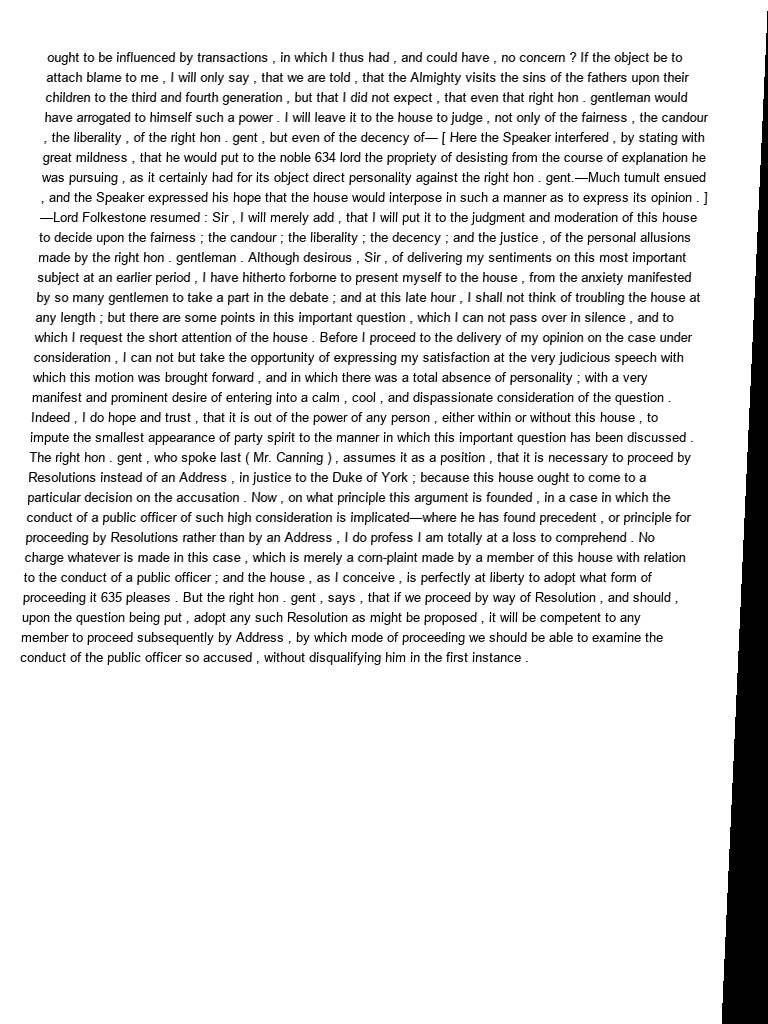 ought to be influenced by transactions , in which I thus had , and could have , no concern ? If the object be to
attach blame to me , I will only say , that we are told , that the Almighty visits the sins of the fathers upon their
children to the third and fourth generation , but that I did not expect , that even that right hon . gentleman would
have arrogated to himself such a power . I will leave it to the house to judge , not only of the fairness , the candour
, the liberality , of the right hon . gent , but even of the decency of— [ Here the Speaker interfered , by stating with
great mildness , that he would put to the noble 634 lord the propriety of desisting from the course of explanation he
was pursuing , as it certainly had for its object direct personality against the right hon . gent.—Much tumult ensued
, and the Speaker expressed his hope that the house would interpose in such a manner as to express its opinion . ]
—Lord Folkestone resumed : Sir , I will merely add , that I will put it to the judgment and moderation of this house
to decide upon the fairness ; the candour ; the liberality ; the decency ; and the justice , of the personal allusions
made by the right hon . gentleman . Although desirous , Sir , of delivering my sentiments on this most important
subject at an earlier period , I have hitherto forborne to present myself to the house , from the anxiety manifested
by so many gentlemen to take a part in the debate ; and at this late hour , I shall not think of troubling the house at
any length ; but there are some points in this important question , which I can not pass over in silence , and to
which I request the short attention of the house . Before I proceed to the delivery of my opinion on the case under
consideration , I can not but take the opportunity of expressing my satisfaction at the very judicious speech with
which this motion was brought forward , and in which there was a total absence of personality ; with a very
manifest and prominent desire of entering into a calm , cool , and dispassionate consideration of the question .
Indeed , I do hope and trust , that it is out of the power of any person , either within or without this house , to
impute the smallest appearance of party spirit to the manner in which this important question has been discussed .
The right hon . gent , who spoke last ( Mr. Canning ) , assumes it as a position , that it is necessary to proceed by
Resolutions instead of an Address , in justice to the Duke of York ; because this house ought to come to a
particular decision on the accusation . Now , on what principle this argument is founded , in a case in which the
conduct of a public officer of such high consideration is implicated—where he has found precedent , or principle for
proceeding by Resolutions rather than by an Address , I do profess I am totally at a loss to comprehend . No
charge whatever is made in this case , which is merely a corn-plaint made by a member of this house with relation
to the conduct of a public officer ; and the house , as I conceive , is perfectly at liberty to adopt what form of
proceeding it 635 pleases . But the right hon . gent , says , that if we proceed by way of Resolution , and should ,
upon the question being put , adopt any such Resolution as might be proposed , it will be competent to any
member to proceed subsequently by Address , by which mode of proceeding we should be able to examine the
conduct of the public officer so accused , without disqualifying him in the first instance .